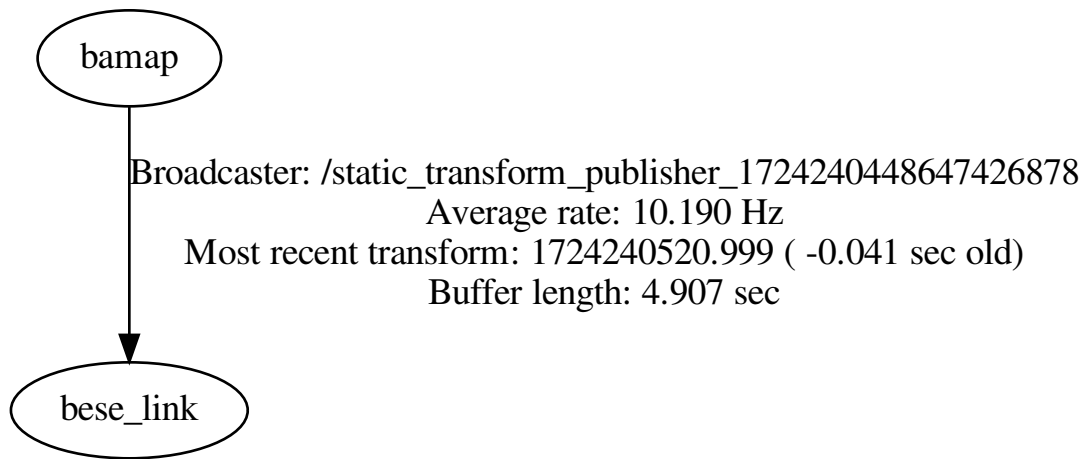 bamap
Broadcaster: /static_transform_publisher_1724240448647426878
Average rate: 10.190 Hz
Most recent transform: 1724240520.999 ( -0.041 sec old)
Buffer length: 4.907 sec
bese_link